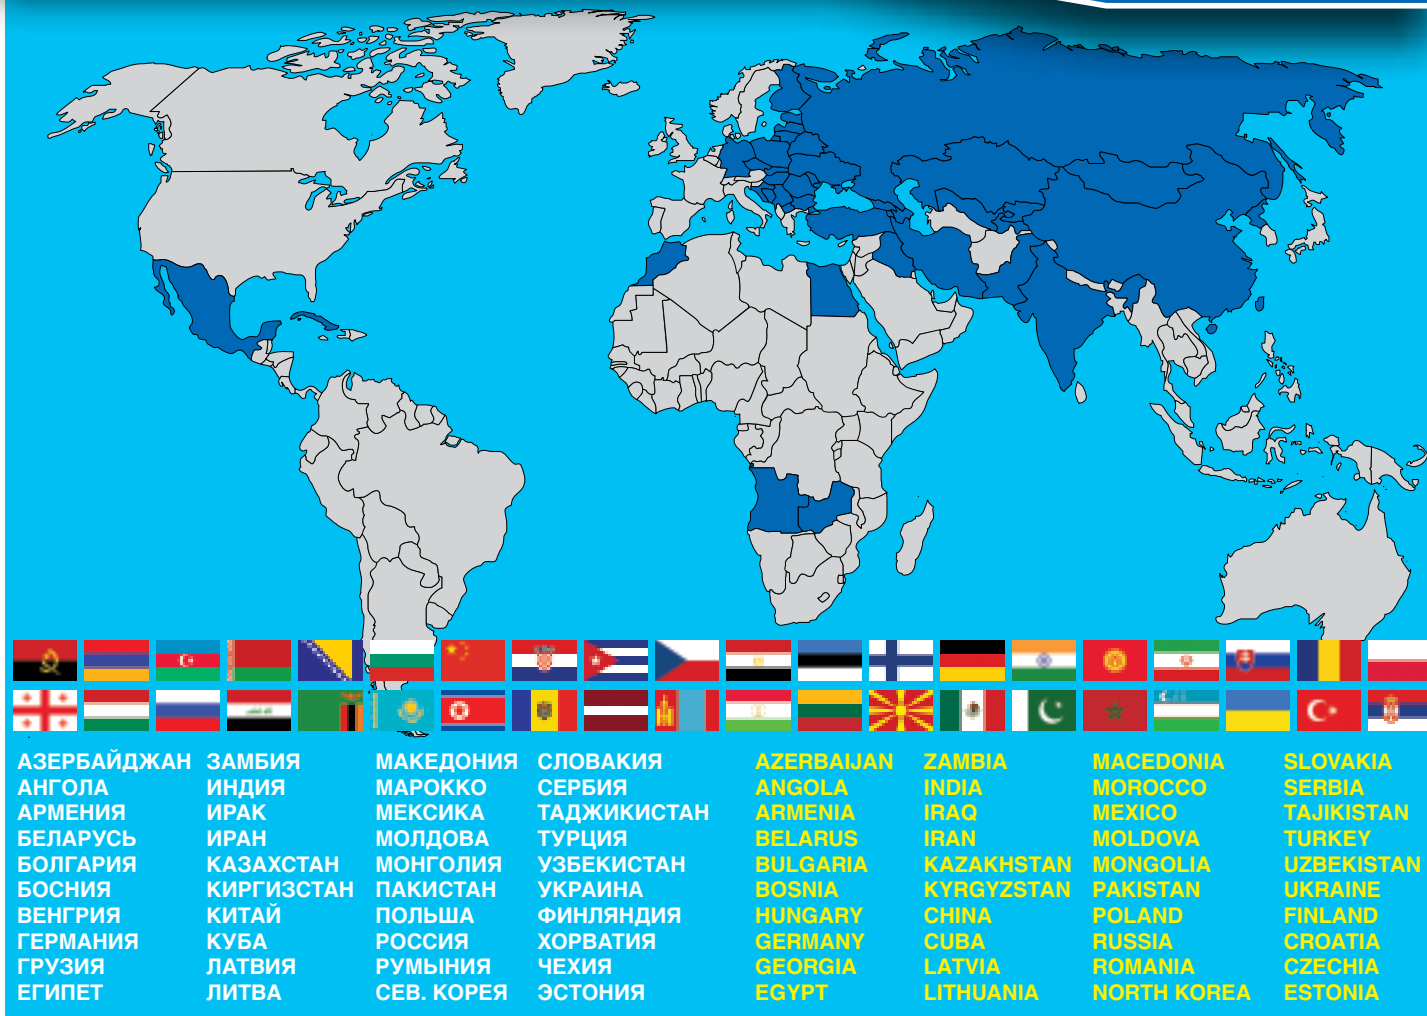 АЗЕРБАЙДЖАН ЗАМБИЯ МАКЕДОНИЯ СЛОВАКИЯ AZERBAIJAN ZAMBIA MACEDONIA SLOVAKIA
АНГОЛА ИНДИЯ МАРОККО СЕРБИЯ ANGOLA INDIA MOROCCO SERBIA
АРМЕНИЯ ИРАК МЕКСИКА ТАДЖИКИСТАН ARMENIA IRAQ MEXICO TAJIKISTAN
БЕЛАРУСЬ ИРАН МОЛДОВА ТУРЦИЯ BELARUS IRAN MOLDOVA TURKEY
БОЛГАРИЯ КАЗАХСТАН МОНГОЛИЯ УЗБЕКИСТАН BULGARIA KAZAKHSTAN MONGOLIA UZBEKISTAN
БОСНИЯ КИРГИЗСТАН ПАКИСТАН УКРАИНА BOSNIA KYRGYZSTAN PAKISTAN UKRAINE
ВЕНГРИЯ КИТАЙ ПОЛЬША ФИНЛЯНДИЯ HUNGARY CHINA POLAND FINLAND
ГЕРМАНИЯ КУБА РОССИЯ ХОРВАТИЯ GERMANY CUBA RUSSIA CROATIA
ГРУЗИЯ ЛАТВИЯ РУМЫНИЯ ЧЕХИЯ GEORGIA LATVIA ROMANIA CZECHIA
ЕГИПЕТ ЛИТВА СЕВ. КОРЕЯ ЭСТОНИЯ EGYPT LITHUANIA NORTH KOREA ESTONIA